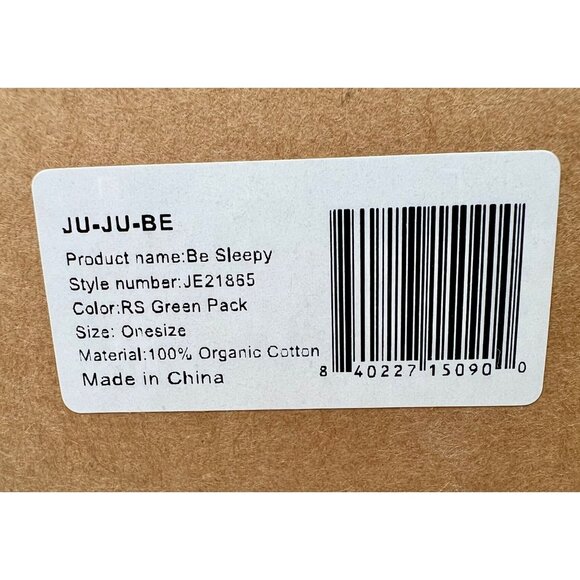 JU-JU-BE
Product name:Be Sleepy
Style number:JE21865
Color:RS Green Pack
Size: Onesize
Material:100% Organic Cotton
Made in China
8 40227 15090 0